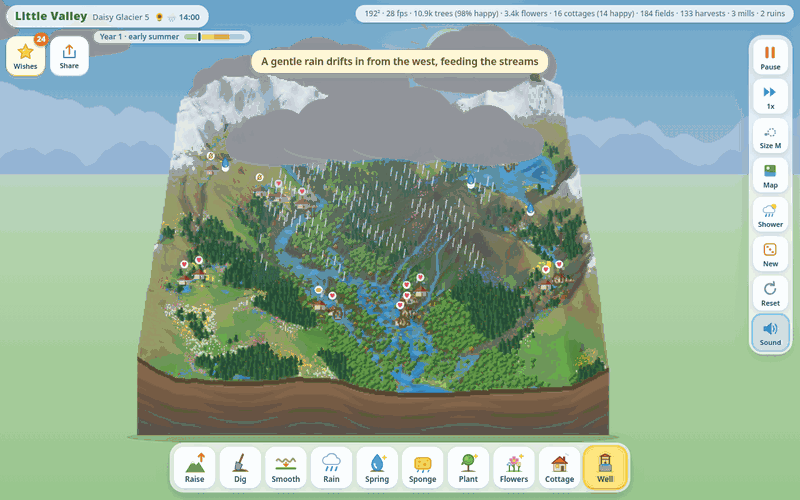 Little Valley Daisy Glacier 5 14:00
192² · 28 fps · 10.9k trees (98% happy) · 3.4k flowers · 16 cottages (14 happy) · 184 fields · 133 harvests · 3 mills · 2 ruins
Year 1 · early summer
24
Wishes
Share
A gentle rain drifts in from the west, feeding the streams
Pause
1x
Size M
Map
Shower
New
Reset
Sound
Raise
Dig
Smooth
Rain
Spring
Sponge
Plant
Flowers
Cottage
Well